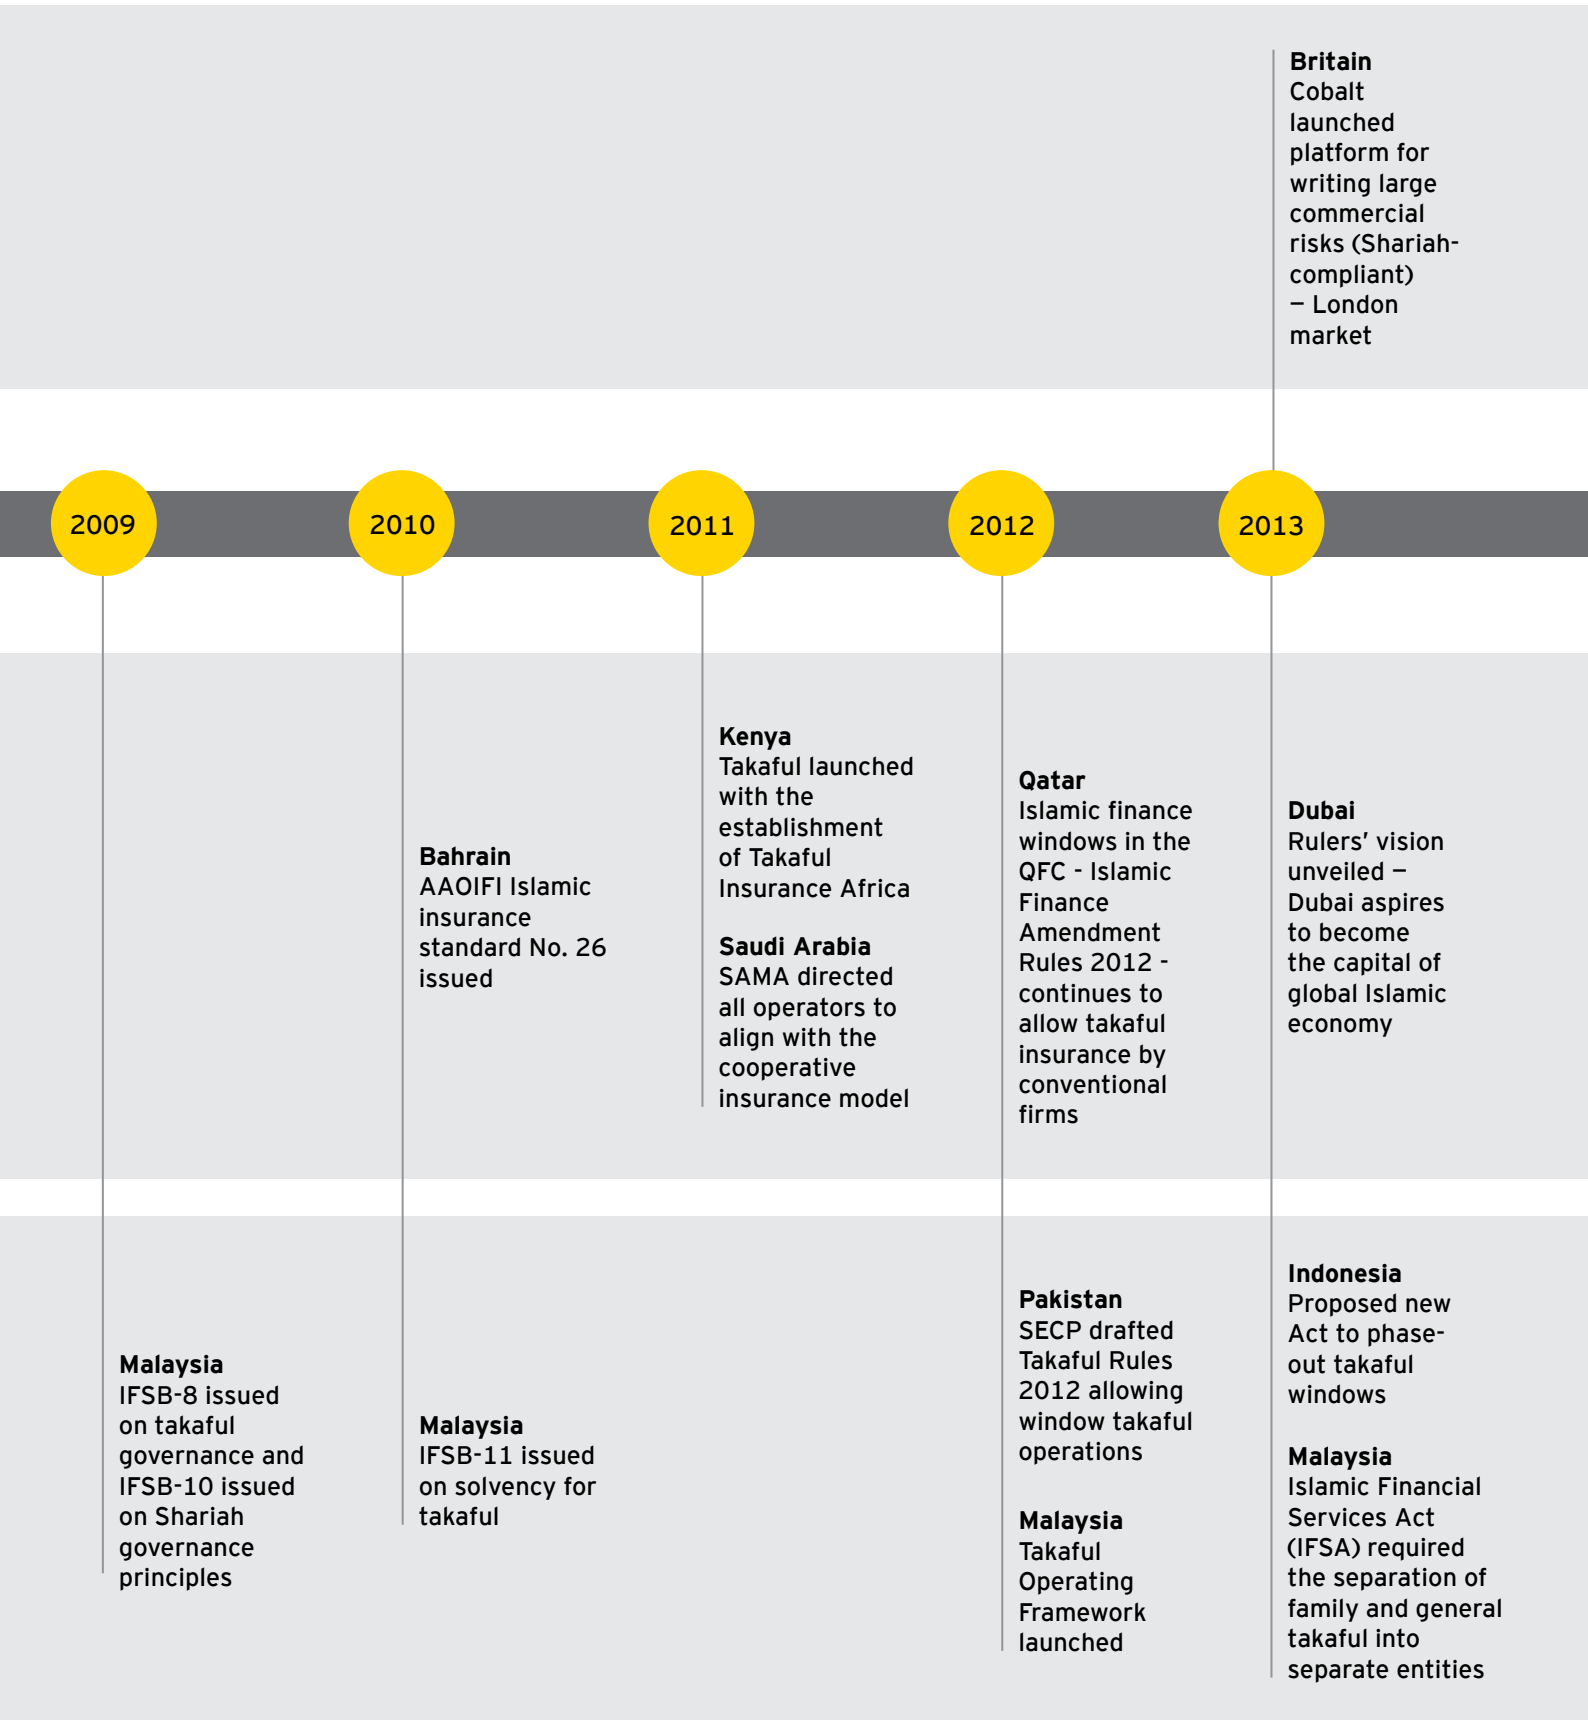 Britain
Cobalt
launched
platform for
writing large
commercial
risks (Shariah-
compliant)
— London
market
2009
2010
2011
2012
2013
Kenya
Takaful launched
with the
establishment
of Takaful
Insurance Africa
Saudi Arabia
SAMA directed
all operators to
align with the
cooperative
insurance model
Bahrain
AAOIFI Islamic
insurance
standard No. 26
issued
Qatar
Islamic finance
windows in the
QFC - Islamic
Finance
Amendment
Rules 2012 -
continues to
allow takaful
insurance by
conventional
firms
Dubai
Rulers’ vision
unveiled —
Dubai aspires
to become
the capital of
global Islamic
economy
Malaysia
IFSB-8 issued
on takaful
governance and
IFSB-10 issued
on Shariah
governance
principles
Malaysia
IFSB-11 issued
on solvency for
takaful
Pakistan
SECP drafted
Takaful Rules
2012 allowing
window takaful
operations
Malaysia
Takaful
Operating
Framework
launched
Indonesia
Proposed new
Act to phase-
out takaful
windows
Malaysia
Islamic Financial
Services Act
(IFSA) required
the separation of
family and general
takaful into
separate entities